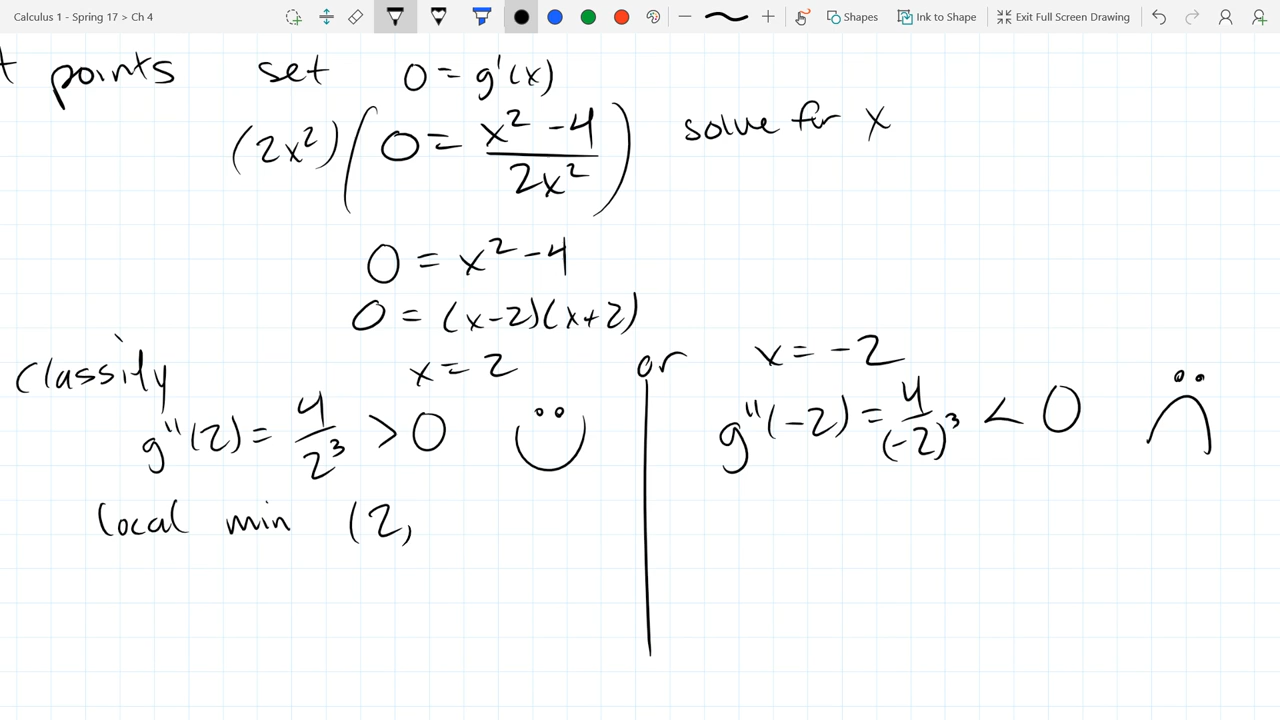 Calculus 1 - Spring 17 > Ch 4
Shapes
Ink to Shape
Exit Full Screen Drawing
points set 0 = g'(x)
(2x²)(0 = (x² - 4)/(2x²)) solve for x
0 = x² - 4
0 = (x-2)(x+2)
Classify x = 2 or x = -2
g''(2) = 4/2³ > 0
g''(-2) = 4/(-2)³ < 0
local min (2,